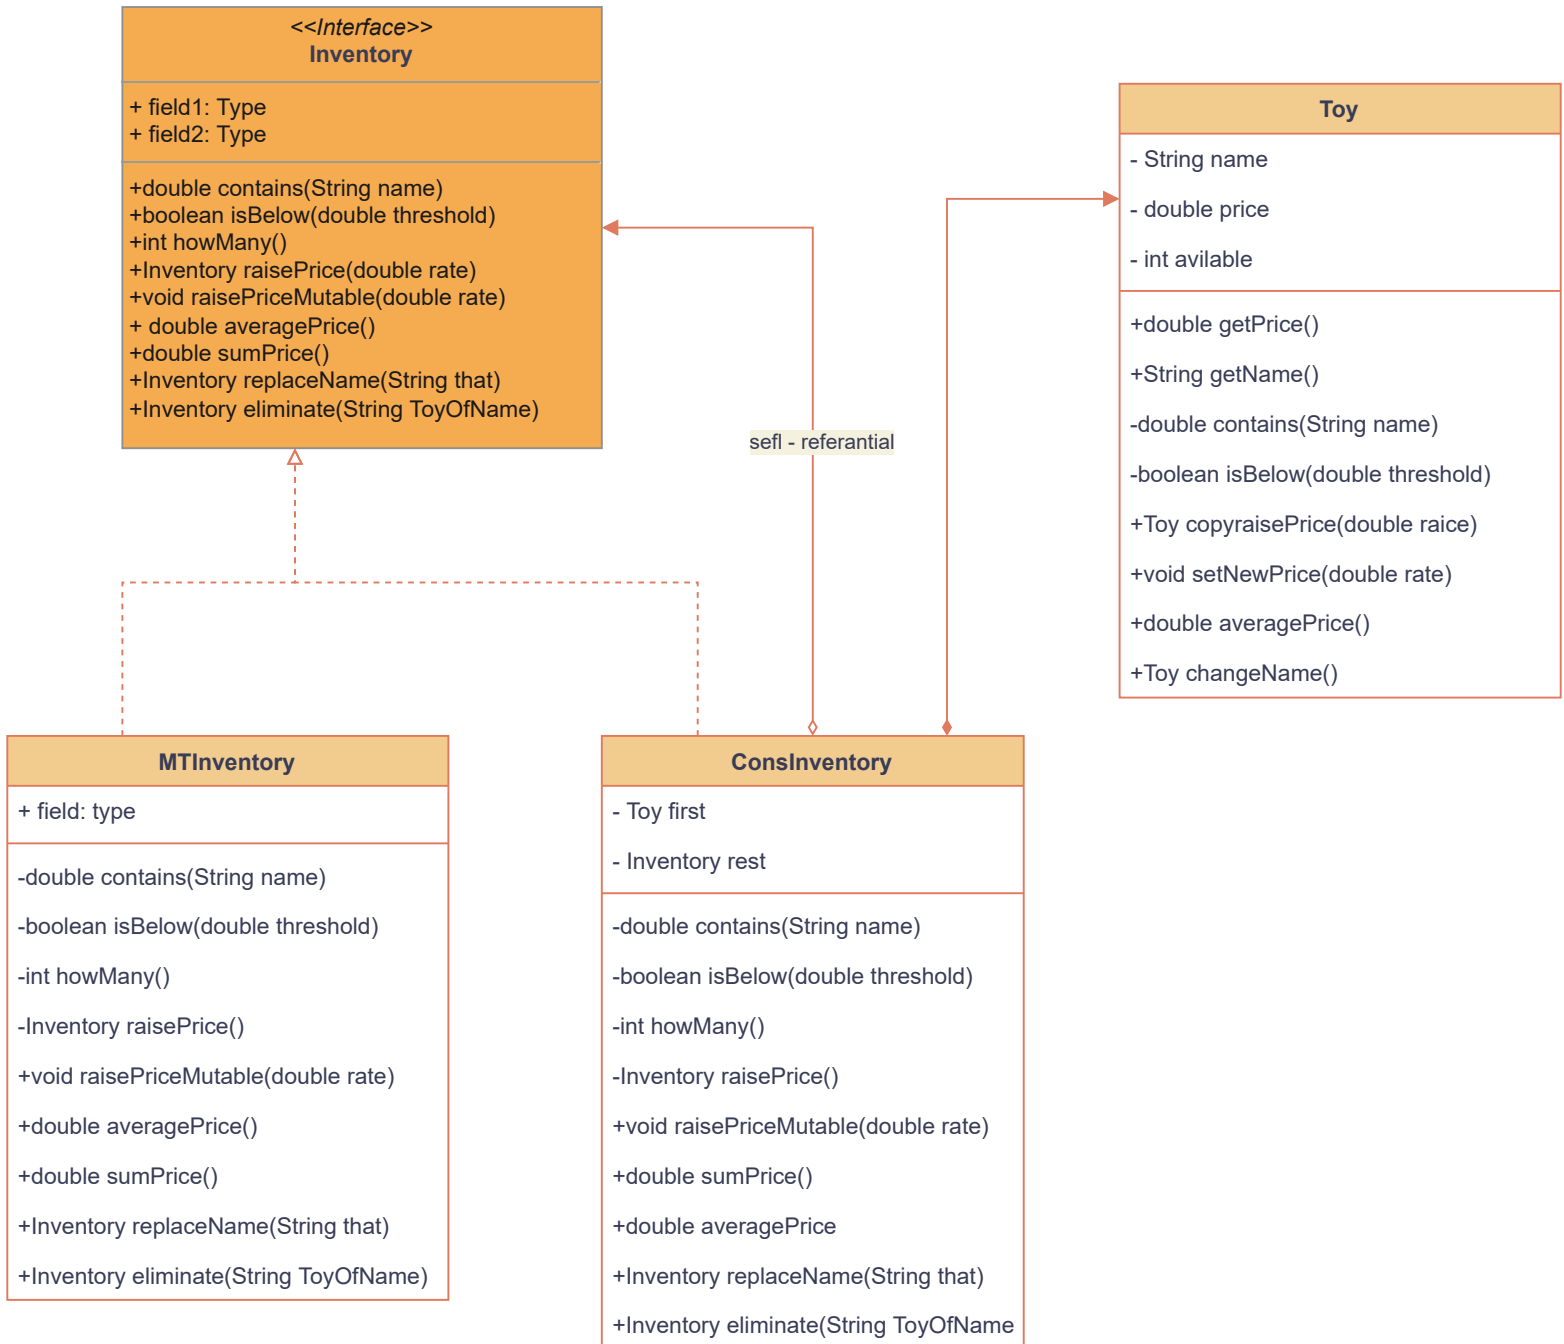 <<Interface>>
Inventory
+ field1: Type
+ field2: Type
+double contains(String name)
+boolean isBelow(double threshold)
+int howMany()
+Inventory raisePrice(double rate)
+void raisePriceMutable(double rate)
+ double averagePrice()
+double sumPrice()
+Inventory replaceName(String that)
+Inventory eliminate(String ToyOfName)
Toy
- String name
- double price
- int avilable
+double getPrice()
+String getName()
-double contains(String name)
-boolean isBelow(double threshold)
+Toy copyraisePrice(double raice)
+void setNewPrice(double rate)
+double averagePrice()
+Toy changeName()
sefl - referantial
MTInventory
+ field: type
-double contains(String name)
-boolean isBelow(double threshold)
-int howMany()
-Inventory raisePrice()
+void raisePriceMutable(double rate)
+double averagePrice()
+double sumPrice()
+Inventory replaceName(String that)
+Inventory eliminate(String ToyOfName)
ConsInventory
- Toy first
- Inventory rest
-double contains(String name)
-boolean isBelow(double threshold)
-int howMany()
-Inventory raisePrice()
+void raisePriceMutable(double rate)
+double sumPrice()
+double averagePrice
+Inventory replaceName(String that)
+Inventory eliminate(String ToyOfName